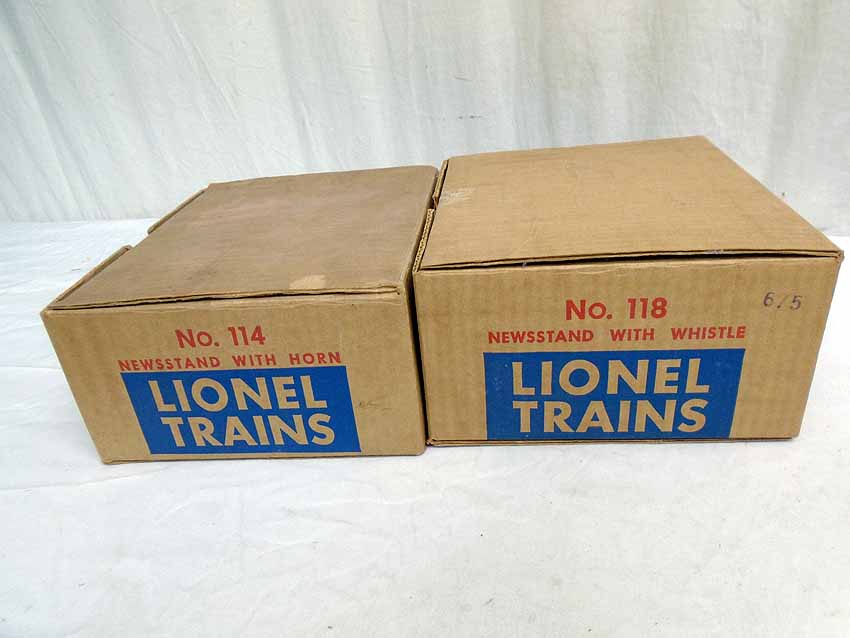 No. 114
NEWSSTAND WITH HORN
LIONEL
TRAINS
No. 118
6/5
NEWSSTAND WITH WHISTLE
LIONEL
TRAINS